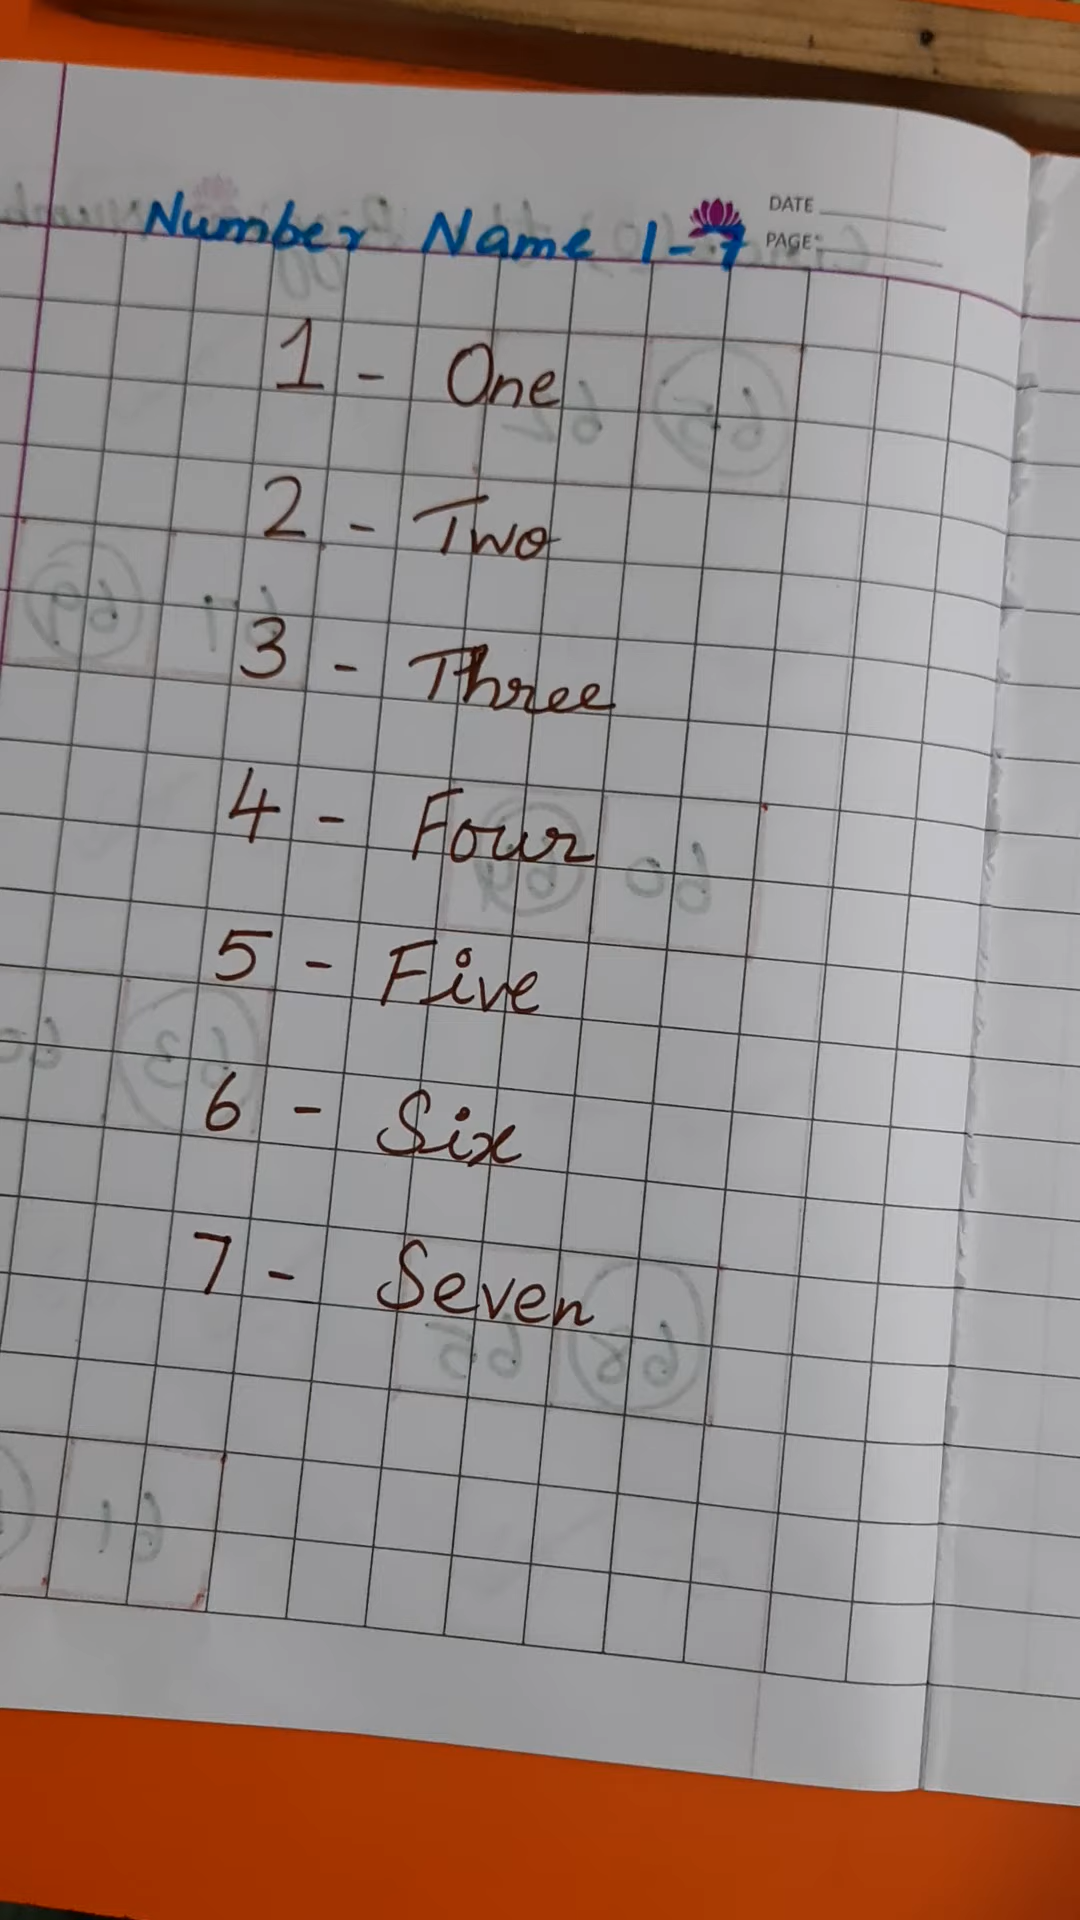 DATE
Number Name 1-7
PAGE:
1 - One
2 - Two
3 - Three
4 - Four
5 - Five
6 - Six
7 - Seven